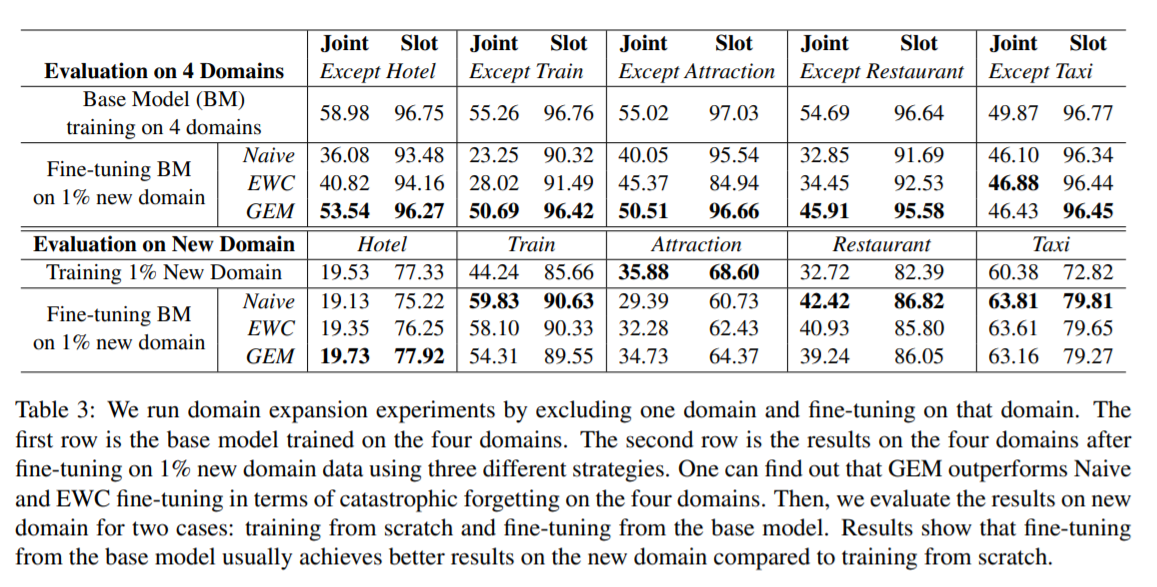 Joint Slot Joint Slot Joint Slot Joint Slot Joint Slot
Evaluation on 4 Domains Except Hotel Except Train Except Attraction Except Restaurant Except Taxi
Base Model (BM)
training on 4 domains 58.98 96.75 55.26 96.76 55.02 97.03 54.69 96.64 49.87 96.77
Fine-tuning BM
on 1% new domain
Naive 36.08 93.48 23.25 90.32 40.05 95.54 32.85 91.69 46.10 96.34
EWC 40.82 94.16 28.02 91.49 45.37 84.94 34.45 92.53 46.88 96.44
GEM 53.54 96.27 50.69 96.42 50.51 96.66 45.91 95.58 46.43 96.45
Evaluation on New Domain Hotel Train Attraction Restaurant Taxi
Training 1% New Domain 19.53 77.33 44.24 85.66 35.88 68.60 32.72 82.39 60.38 72.82
Fine-tuning BM
on 1% new domain
Naive 19.13 75.22 59.83 90.63 29.39 60.73 42.42 86.82 63.81 79.81
EWC 19.35 76.25 58.10 90.33 32.28 62.43 40.93 85.80 63.61 79.65
GEM 19.73 77.92 54.31 89.55 34.73 64.37 39.24 86.05 63.16 79.27
Table 3: We run domain expansion experiments by excluding one domain and fine-tuning on that domain. The
first row is the base model trained on the four domains. The second row is the results on the four domains after
fine-tuning on 1% new domain data using three different strategies. One can find out that GEM outperforms Naive
and EWC fine-tuning in terms of catastrophic forgetting on the four domains. Then, we evaluate the results on new
domain for two cases: training from scratch and fine-tuning from the base model. Results show that fine-tuning
from the base model usually achieves better results on the new domain compared to training from scratch.